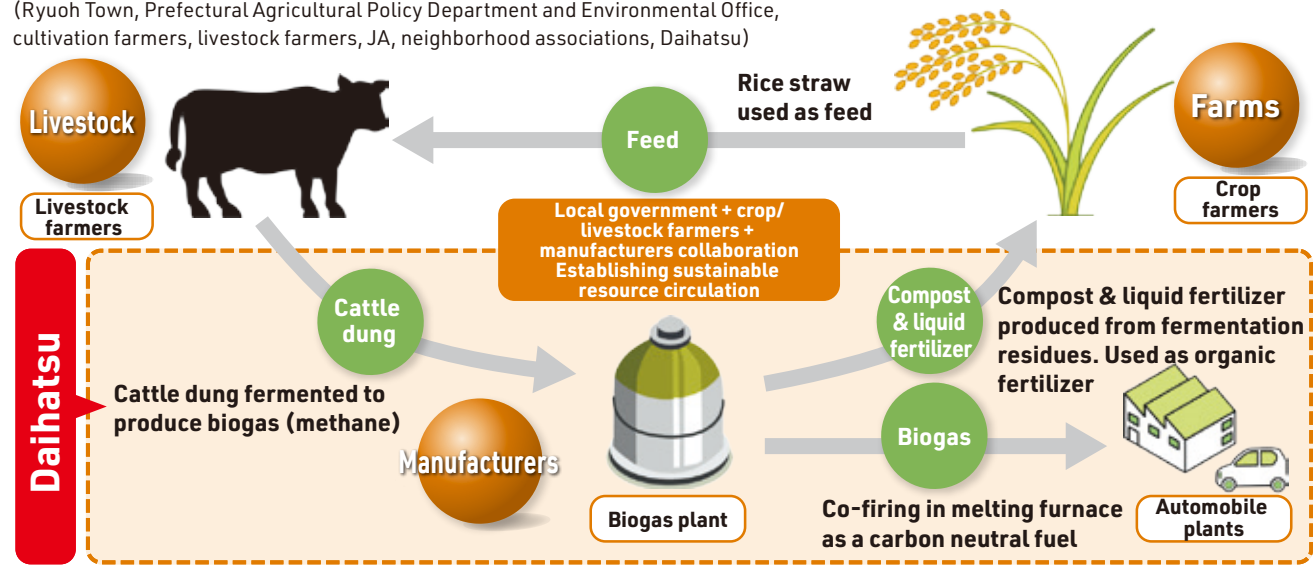 (Ryuoh Town, Prefectural Agricultural Policy Department and Environmental Office,
cultivation farmers, livestock farmers, JA, neighborhood associations, Daihatsu)
Livestock
Livestock
farmers
Feed
Rice straw
used as feed
Farms
Crop
farmers
Local government + crop/
livestock farmers +
manufacturers collaboration
Establishing sustainable
resource circulation
Daihatsu
Cattle
dung
Cattle dung fermented to
produce biogas (methane)
Manufacturers
Biogas plant
Compost
& liquid
fertilizer
Compost & liquid fertilizer
produced from fermentation
residues. Used as organic
fertilizer
Biogas
Co-firing in melting furnace
as a carbon neutral fuel
Automobile
plants